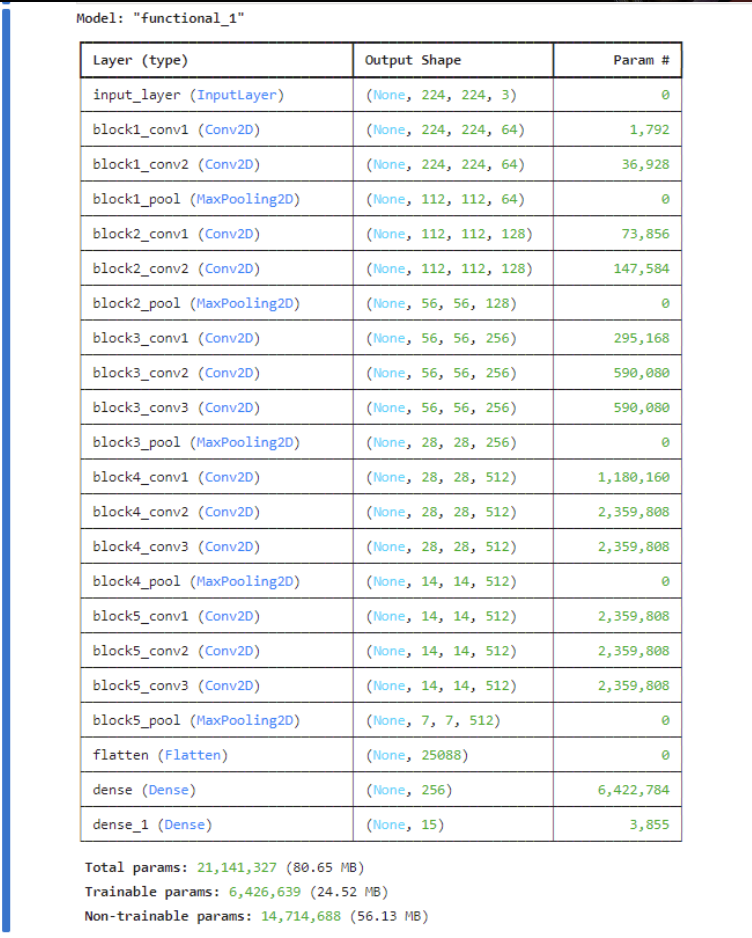 Model: "functional_1"
Layer (type) Output Shape Param #
input_layer (InputLayer) (None, 224, 224, 3) 0
block1_conv1 (Conv2D) (None, 224, 224, 64) 1,792
block1_conv2 (Conv2D) (None, 224, 224, 64) 36,928
block1_pool (MaxPooling2D) (None, 112, 112, 64) 0
block2_conv1 (Conv2D) (None, 112, 112, 128) 73,856
block2_conv2 (Conv2D) (None, 112, 112, 128) 147,584
block2_pool (MaxPooling2D) (None, 56, 56, 128) 0
block3_conv1 (Conv2D) (None, 56, 56, 256) 295,168
block3_conv2 (Conv2D) (None, 56, 56, 256) 590,080
block3_conv3 (Conv2D) (None, 56, 56, 256) 590,080
block3_pool (MaxPooling2D) (None, 28, 28, 256) 0
block4_conv1 (Conv2D) (None, 28, 28, 512) 1,180,160
block4_conv2 (Conv2D) (None, 28, 28, 512) 2,359,808
block4_conv3 (Conv2D) (None, 28, 28, 512) 2,359,808
block4_pool (MaxPooling2D) (None, 14, 14, 512) 0
block5_conv1 (Conv2D) (None, 14, 14, 512) 2,359,808
block5_conv2 (Conv2D) (None, 14, 14, 512) 2,359,808
block5_conv3 (Conv2D) (None, 14, 14, 512) 2,359,808
block5_pool (MaxPooling2D) (None, 7, 7, 512) 0
flatten (Flatten) (None, 25088) 0
dense (Dense) (None, 256) 6,422,784
dense_1 (Dense) (None, 15) 3,855
Total params: 21,141,327 (80.65 MB)
Trainable params: 6,426,639 (24.52 MB)
Non-trainable params: 14,714,688 (56.13 MB)